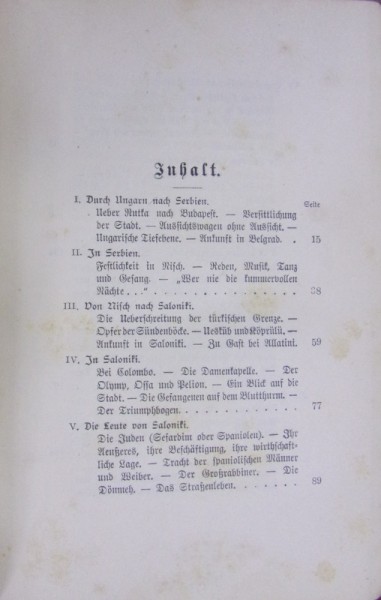 Inhalt.
Seite
I. Durch Ungarn nach Serbien.
Ueber Rutka nach Budapest. — Versittlichung
der Stadt. — Aussichtswagen ohne Aussicht. —
Ungarische Tiefebene. — Ankunft in Belgrad. . 15
II. In Serbien.
Festlichkeit in Nisch. — Reden, Musik, Tanz
und Gesang. — „Wer nie die kummervollen
Nächte . . ." . . . . . . . . . . . . 38
III. Von Nisch nach Saloniki.
Die Ueberschreitung der türkischen Grenze. —
Opfer der Sündenböcke. — Nesküb und Köprülü. —
Ankunft in Saloniki. — Zu Gast bei Allatini. 59
IV. In Saloniki.
Bei Colombo. — Die Damenkapelle. — Der
Olymp, Ossa und Pelion. — Ein Blick auf die
Stadt. — Die Gefangenen auf dem Blutthurm. —
Der Triumphbogen. . . . . . . . . . 77
V. Die Leute von Saloniki.
Die Juden (Sefardim oder Spaniolen). — Ihr
Aeußeres, ihre Beschäftigung, ihre wirthschaft-
liche Lage. — Tracht der spaniolischen Männer
und Weiber. — Der Großrabbiner. — Die
Dönmeh. — Das Straßenleben. . . . . . . 89